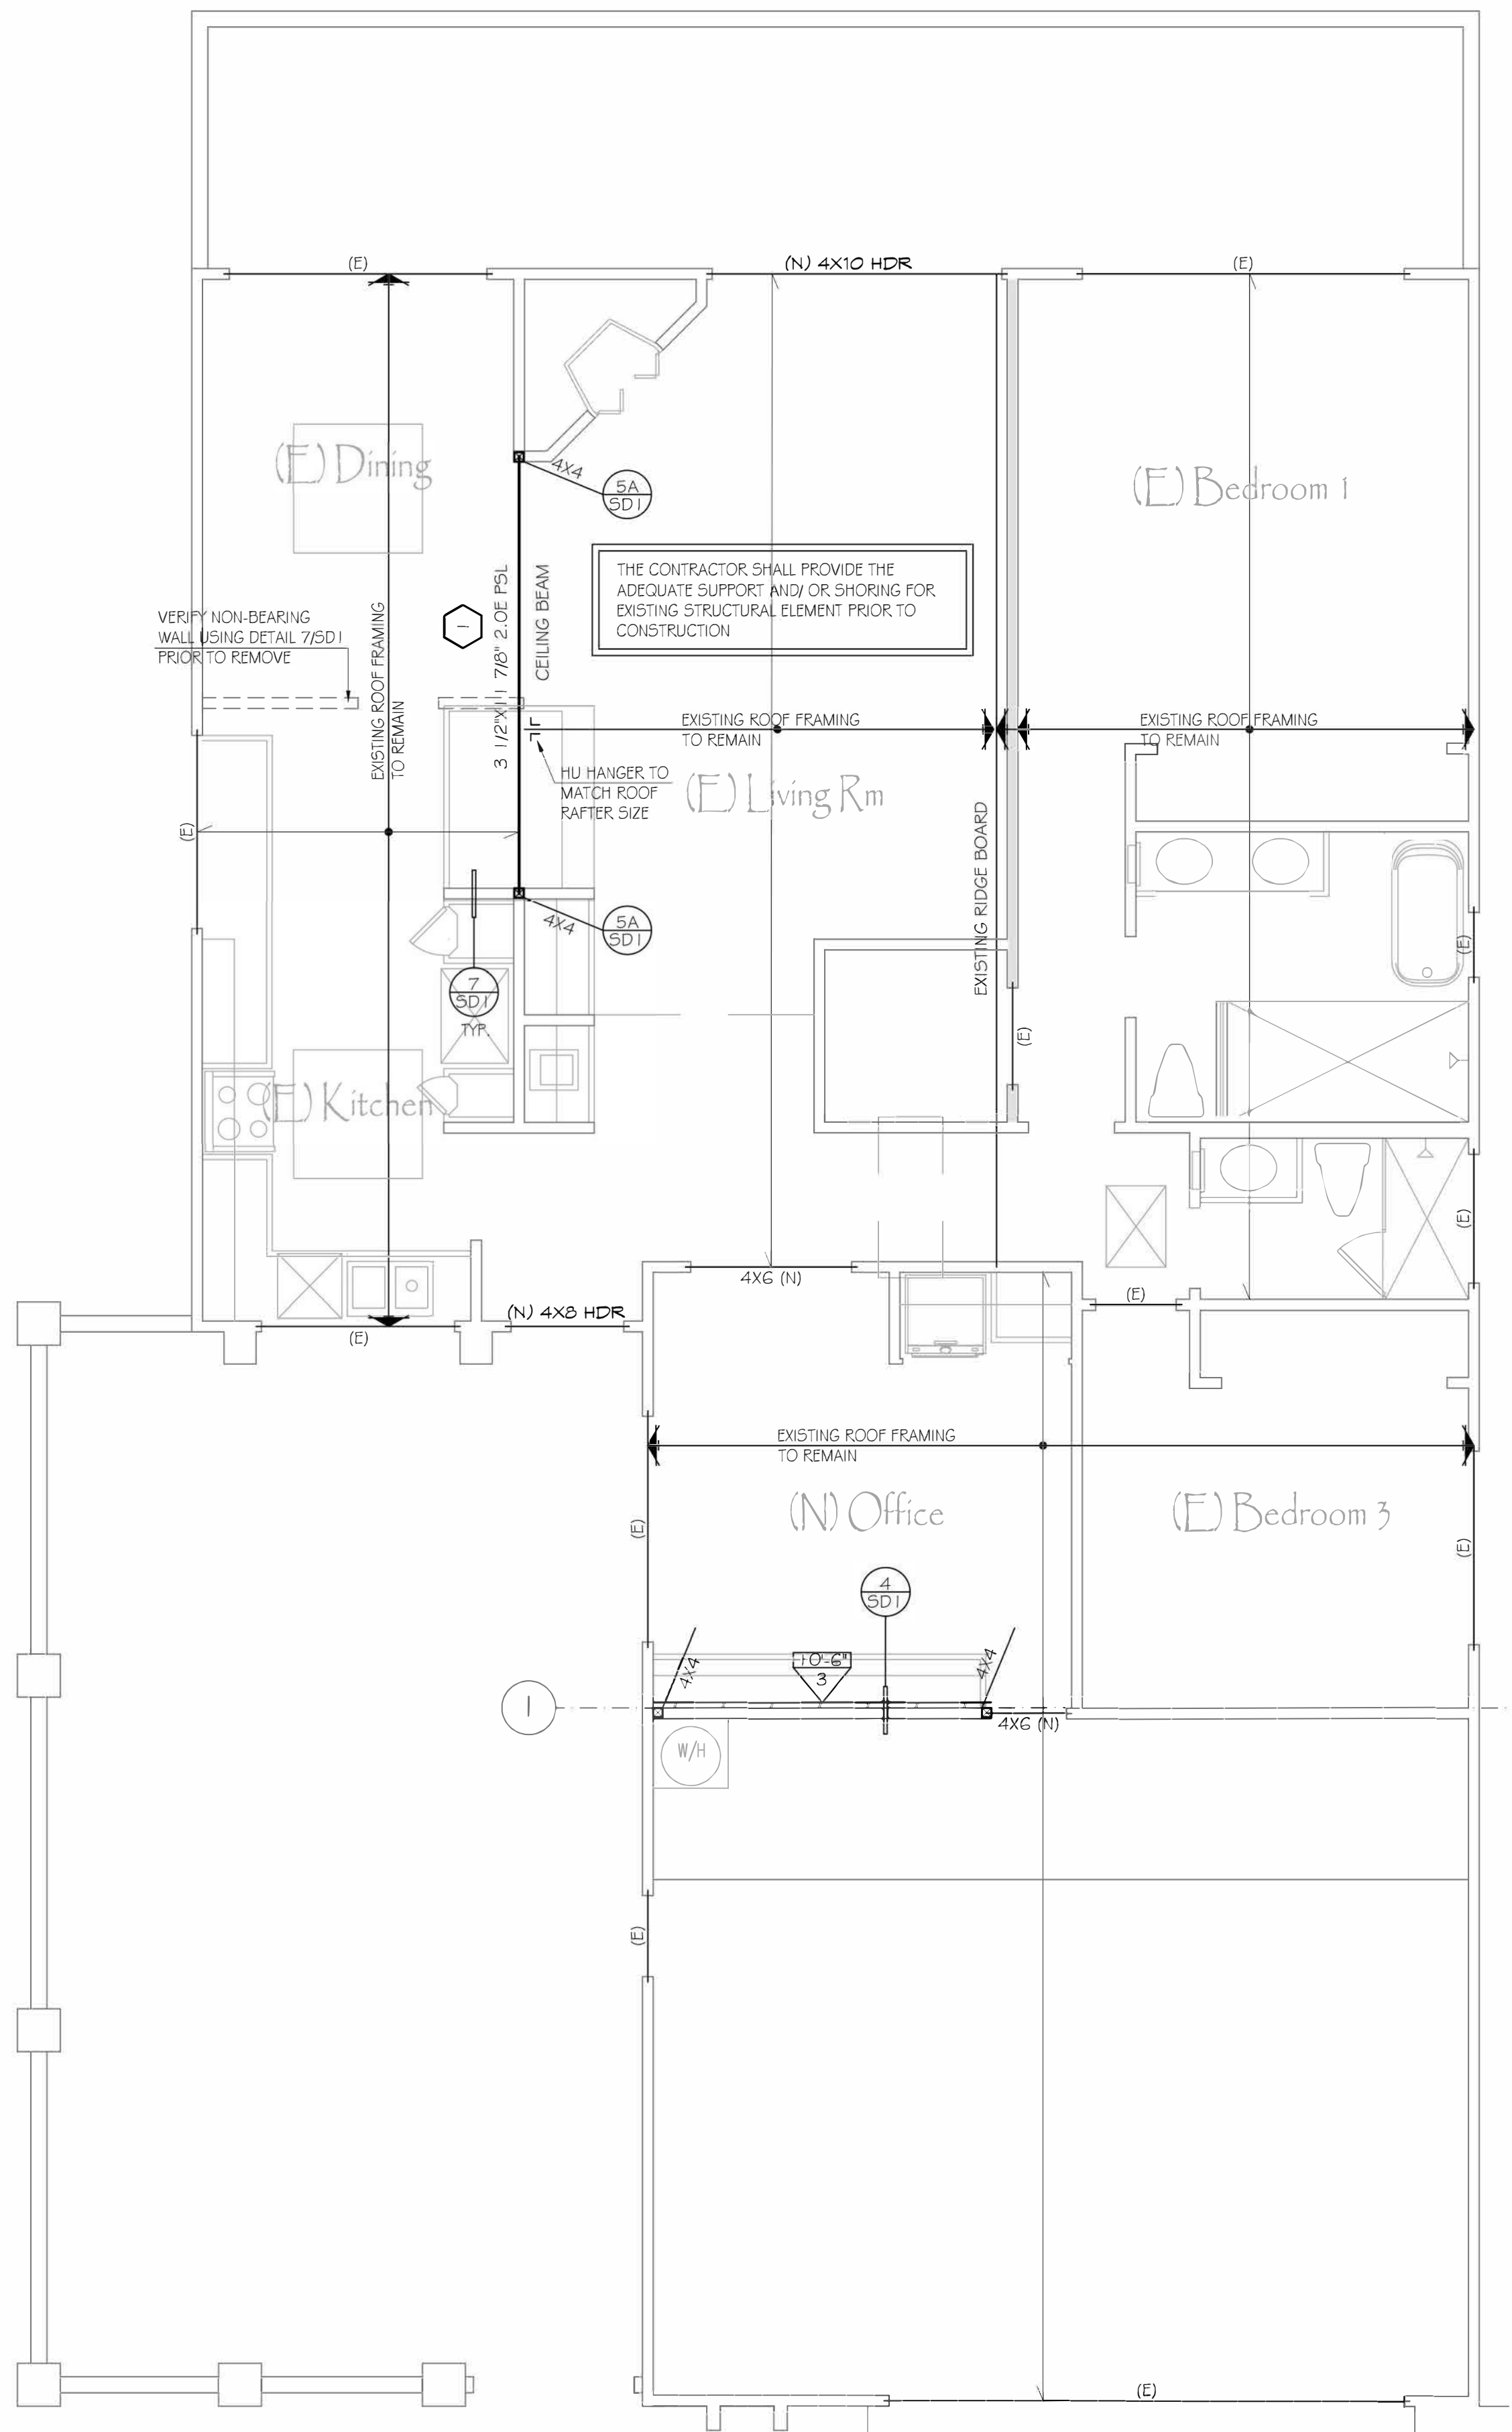 (E)
(N) 4X10 HDR
(E)
(E) Dining
4X4
5A
SD1
(E) Bedroom 1
THE CONTRACTOR SHALL PROVIDE THE
ADEQUATE SUPPORT AND/ OR SHORING FOR
EXISTING STRUCTURAL ELEMENT PRIOR TO
CONSTRUCTION
VERIFY NON-BEARING
WALL USING DETAIL 7/SD1
PRIOR TO REMOVE
EXISTING ROOF FRAMING
TO REMAIN
1
3 1/2"X11 7/8" 2.0E PSL
CEILING BEAM
EXISTING ROOF FRAMING
TO REMAIN
EXISTING ROOF FRAMING
TO REMAIN
HU HANGER TO
MATCH ROOF
RAFTER SIZE
(E) Living Rm
(E)
EXISTING RIDGE BOARD
4X4
5A
SD1
(E)
7
SD1
TYP.
(E)
(E) Kitchen
(E)
4X6 (N)
(E)
(N) 4X8 HDR
(E)
EXISTING ROOF FRAMING
TO REMAIN
(N) Office
(E) Bedroom 3
(E)
(E)
4
SD1
4X4
10'-6"
3
4X4
1
4X6 (N)
W/H
(E)
(E)